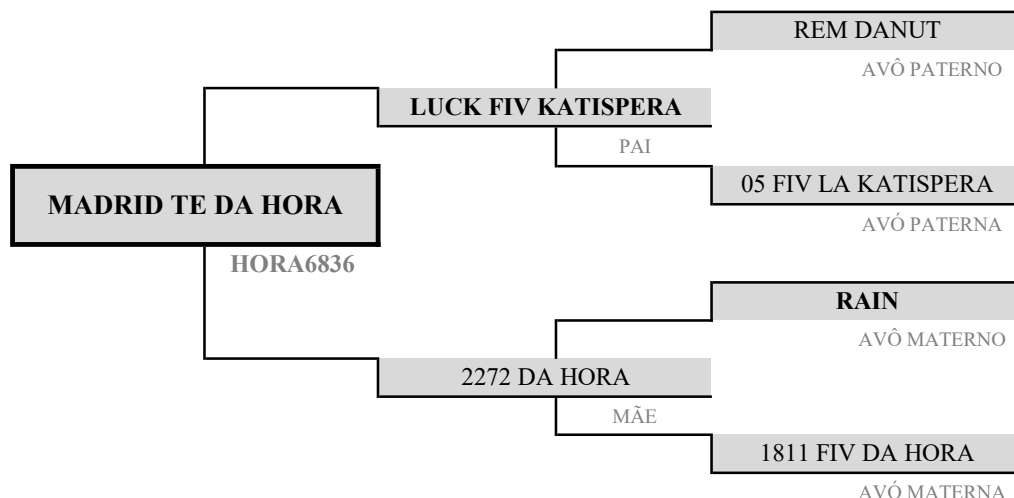 REM DANUT
AVÔ PATERNO
LUCK FIV KATISPERA
PAI
05 FIV LA KATISPERA
AVÓ PATERNA
MADRID TE DA HORA
HORA6836
RAIN
AVÔ MATERNO
2272 DA HORA
MÃE
1811 FIV DA HORA
AVÓ MATERNA